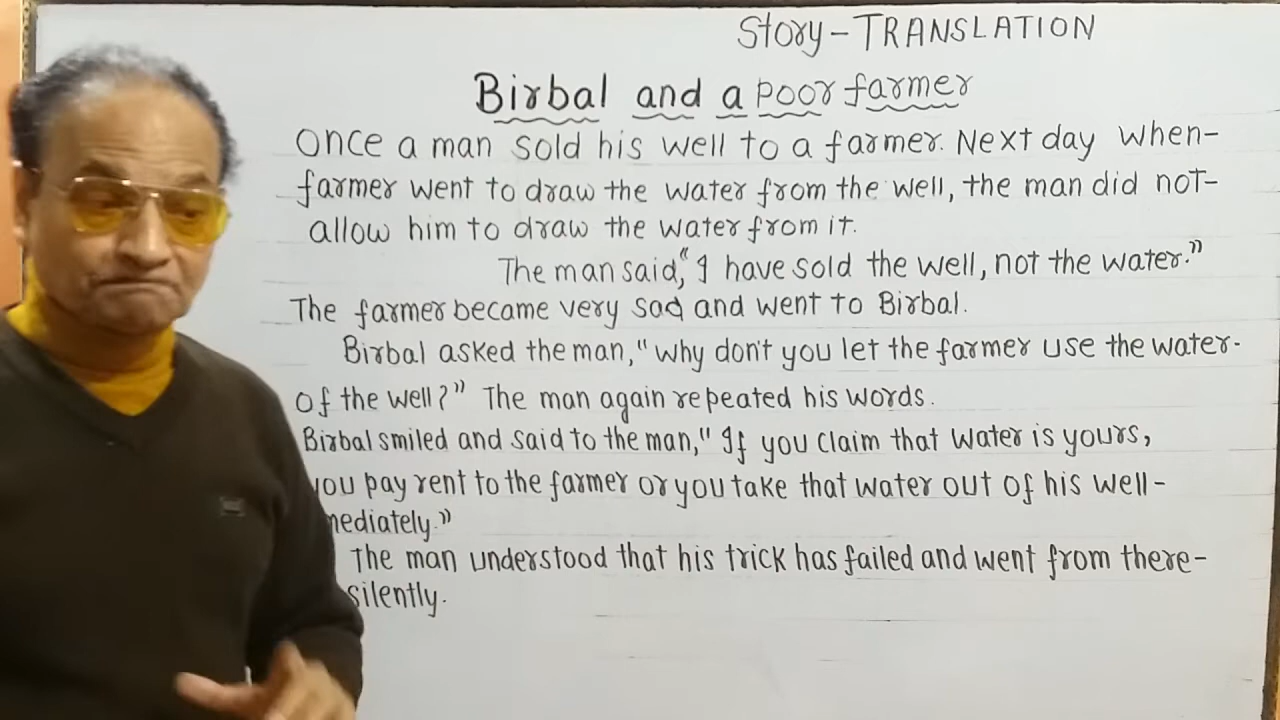 Story-TRANSLATION
Birbal and a poor farmer
Once a man sold his well to a farmer. Next day when-
farmer went to draw the water from the well, the man did not-
allow him to draw the water from it.
The man said, "I have sold the well, not the water."
The farmer became very sad and went to Birbal.
Birbal asked the man, "Why don't you let the farmer use the water-
of the well?" The man again repeated his words.
Birbal smiled and said to the man, "If you claim that water is yours,
you pay rent to the farmer or you take that water out of his well-
mediately."
The man understood that his trick has failed and went from there-
silently.